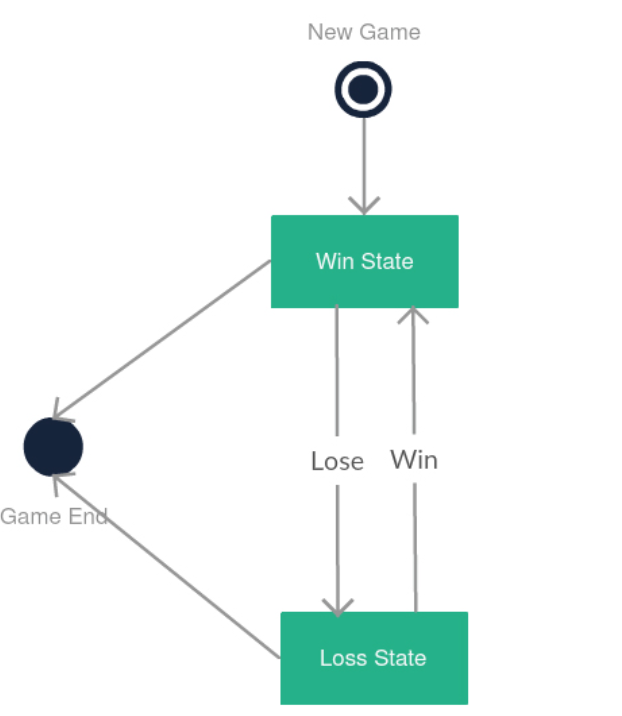 New Game
Win State
Lose
Win
Game End
Loss State